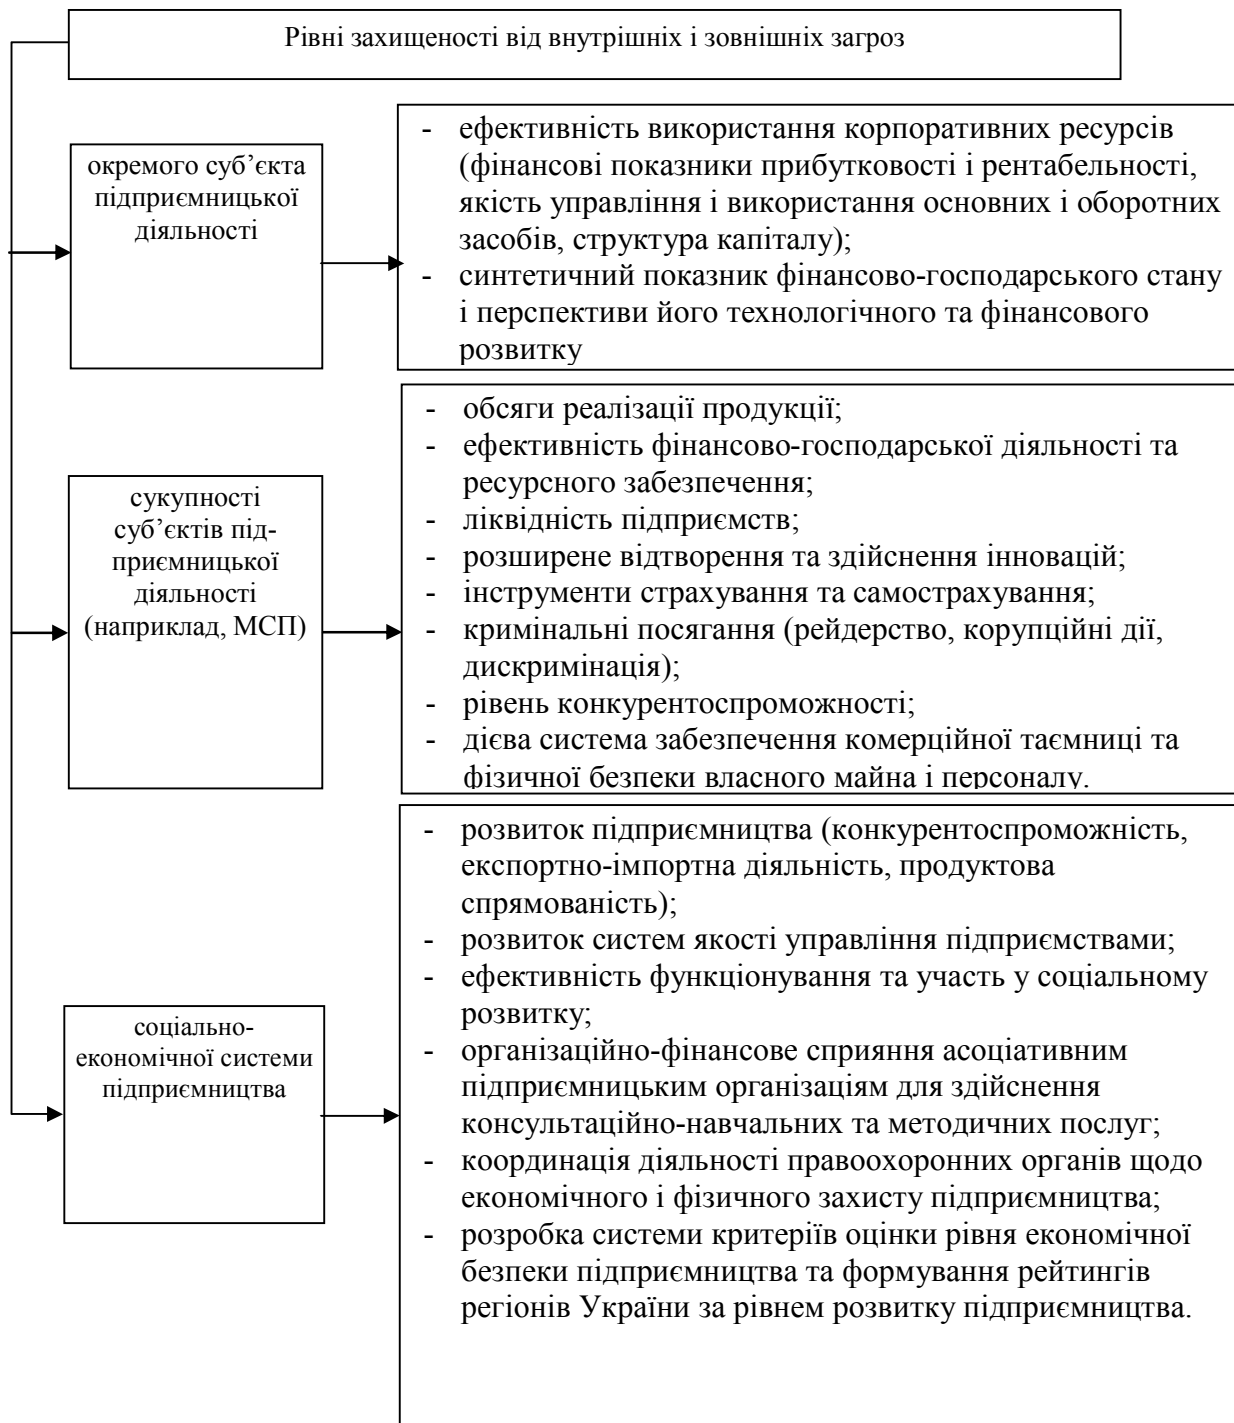 Рівні захищеності від внутрішніх і зовнішніх загроз
окремого суб’єкта
підприємницької
діяльності
- ефективність використання корпоративних ресурсів
(фінансові показники прибутковості і рентабельності,
якість управління і використання основних і оборотних
засобів, структура капіталу);
- синтетичний показник фінансово-господарського стану
і перспективи його технологічного та фінансового
розвитку
сукупності
суб’єктів під-
приємницької
діяльності
(наприклад, МСП)
- обсяги реалізації продукції;
- ефективність фінансово-господарської діяльності та
ресурсного забезпечення;
- ліквідність підприємств;
- розширене відтворення та здійснення інновацій;
- інструменти страхування та самострахування;
- кримінальні посягання (рейдерство, корупційні дії,
дискримінація);
- рівень конкурентоспроможності;
- дієва система забезпечення комерційної таємниці та
фізичної безпеки власного майна і персоналу.
соціально-
економічної системи
підприємництва
- розвиток підприємництва (конкурентоспроможність,
експортно-імпортна діяльність, продуктова
спрямованість);
- розвиток систем якості управління підприємствами;
- ефективність функціонування та участь у соціальному
розвитку;
- організаційно-фінансове сприяння асоціативним
підприємницьким організаціям для здійснення
консультаційно-навчальних та методичних послуг;
- координація діяльності правоохоронних органів щодо
економічного і фізичного захисту підприємництва;
- розробка системи критеріїв оцінки рівня економічної
безпеки підприємництва та формування рейтингів
регіонів України за рівнем розвитку підприємництва.